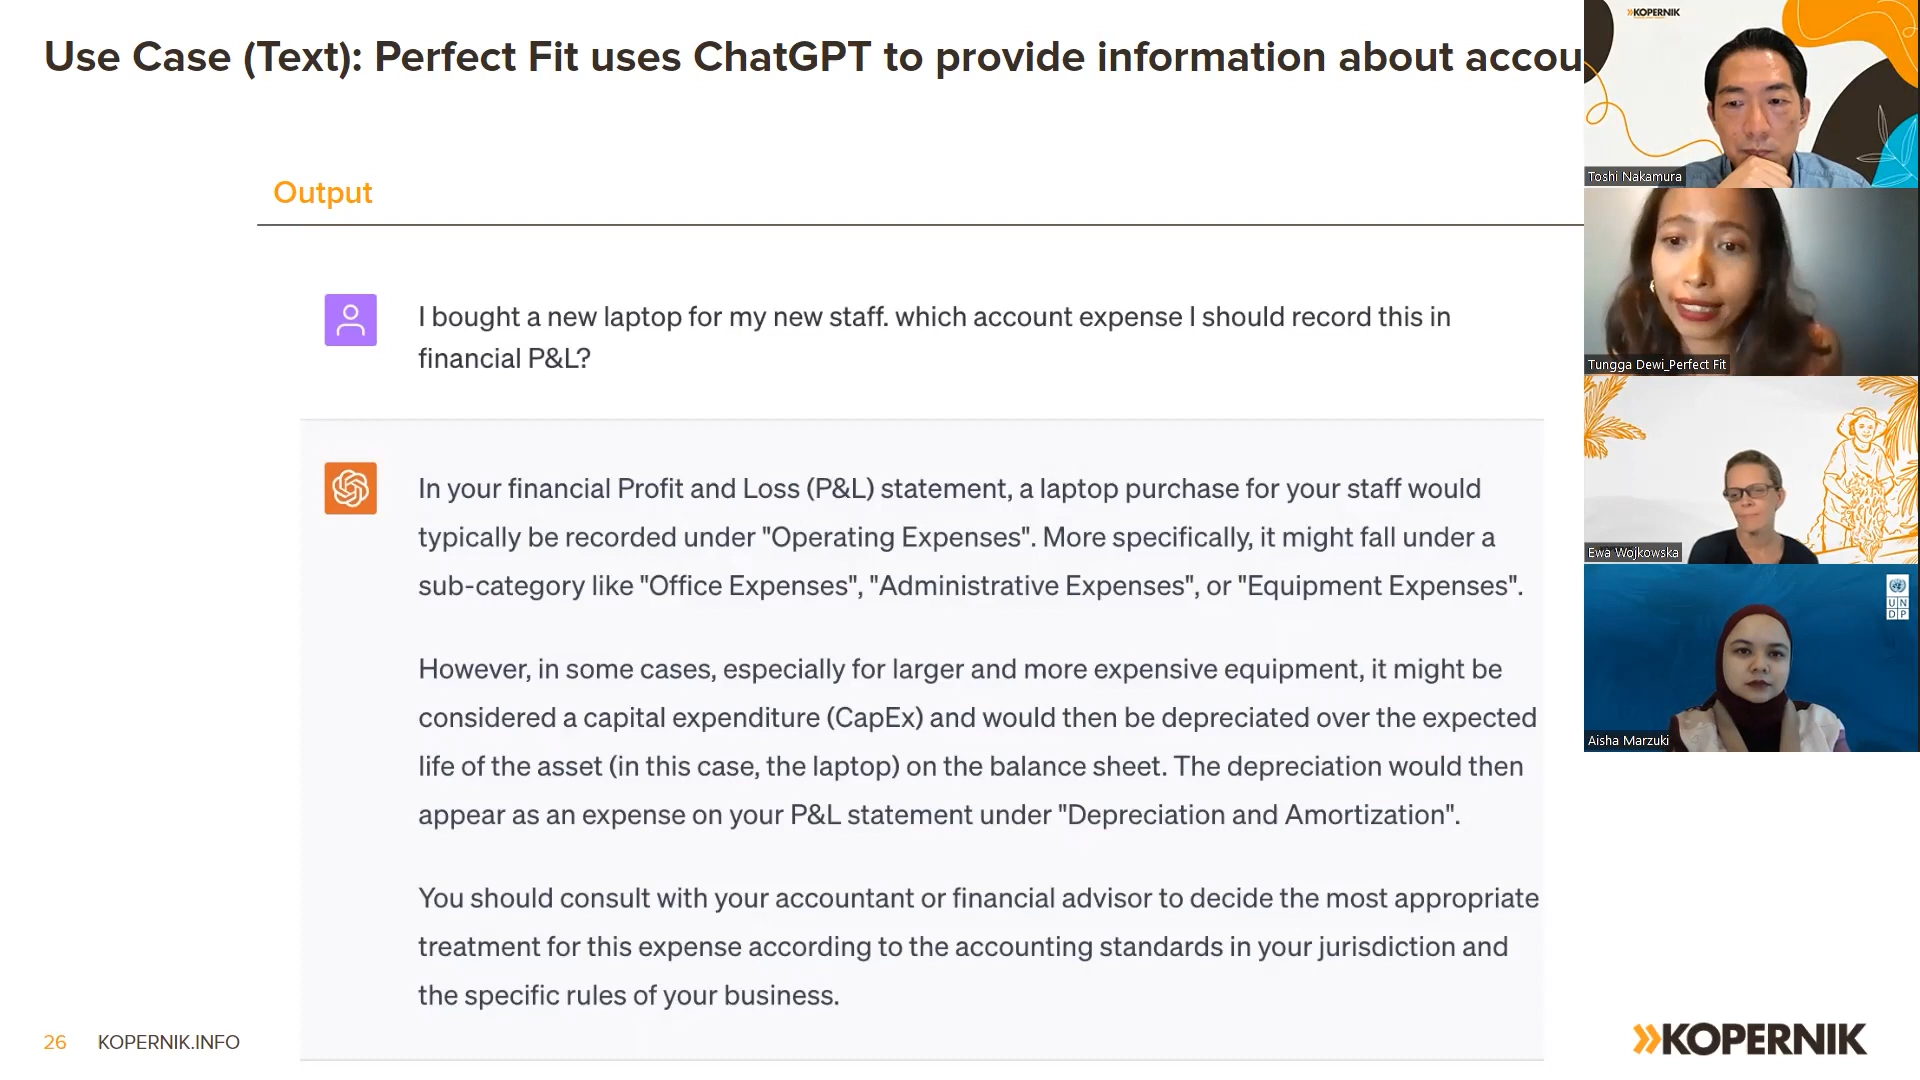 Use Case (Text): Perfect Fit uses ChatGPT to provide information about accou
Output
I bought a new laptop for my new staff. which account expense I should record this in
financial P&L?
In your financial Profit and Loss (P&L) statement, a laptop purchase for your staff would
typically be recorded under "Operating Expenses". More specifically, it might fall under a
sub-category like "Office Expenses", "Administrative Expenses", or "Equipment Expenses".
However, in some cases, especially for larger and more expensive equipment, it might be
considered a capital expenditure (CapEx) and would then be depreciated over the expected
life of the asset (in this case, the laptop) on the balance sheet. The depreciation would then
appear as an expense on your P&L statement under "Depreciation and Amortization".
You should consult with your accountant or financial advisor to decide the most appropriate
treatment for this expense according to the accounting standards in your jurisdiction and
the specific rules of your business.
26 KOPERNIK.INFO
KOPERNIK
KOPERNIK
Toshi Nakamura
Tungga Dewi_Perfect Fit
Ewa Wojkowska
U N
D P
Aisha Marzuki